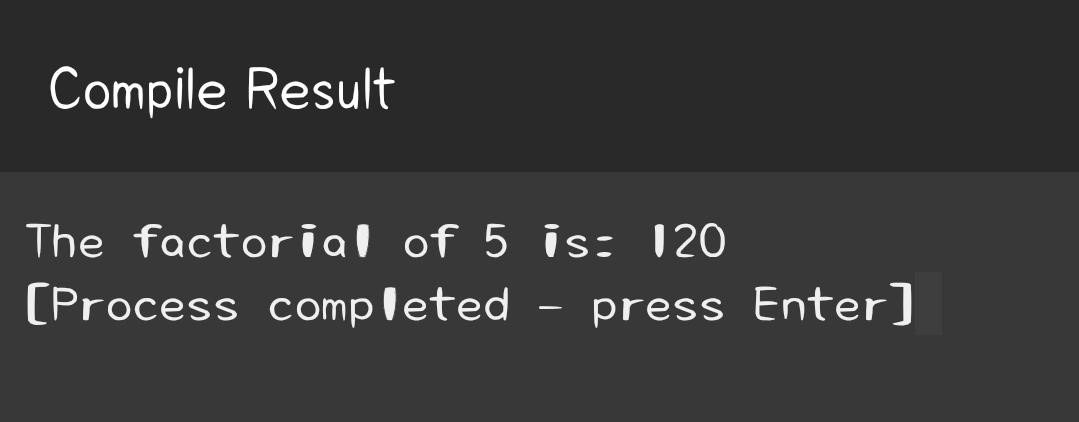 Compile Result
The factorial of 5 is: 120
[Process completed - press Enter]